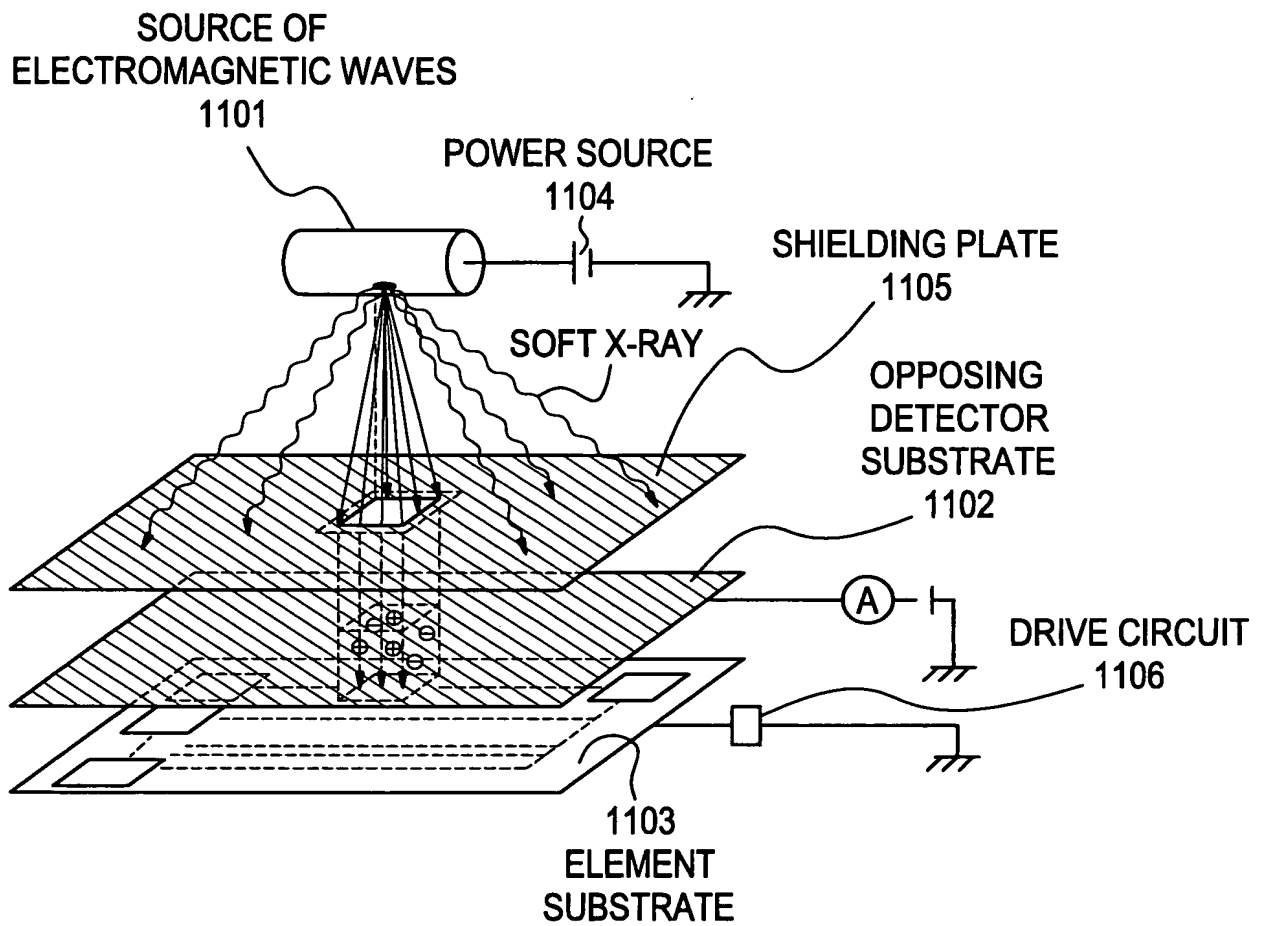 SOURCE OF
ELECTROMAGNETIC WAVES
1101
POWER SOURCE
1104
SHIELDING PLATE
1105
SOFT X-RAY
OPPOSING
DETECTOR
SUBSTRATE
1102
A
DRIVE CIRCUIT
1106
1103
ELEMENT
SUBSTRATE